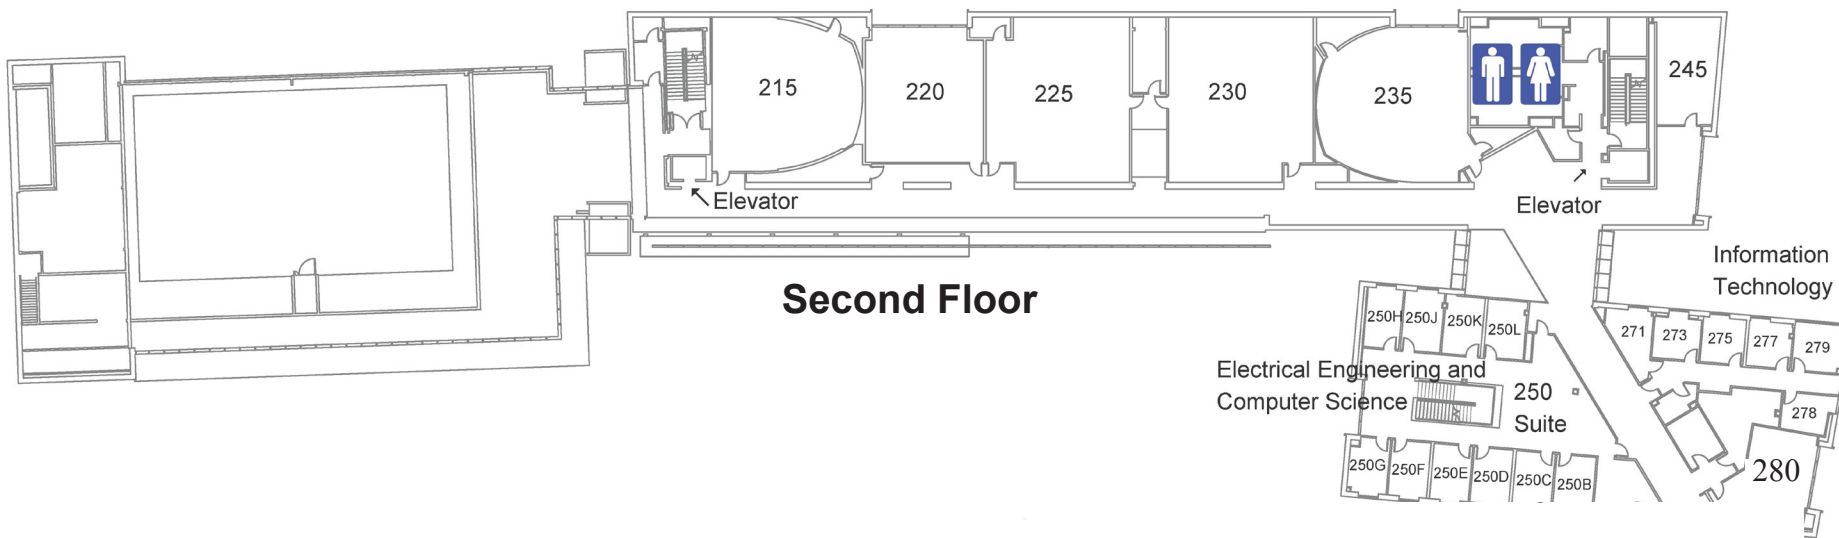 215
220
225
230
235
245
Elevator
Elevator
Second Floor
Information
Technology
250H
250J
250K
250L
271
273
275
277
279
Electrical Engineering and
Computer Science
250
Suite
278
250G
250F
250E
250D
250C
250B
280